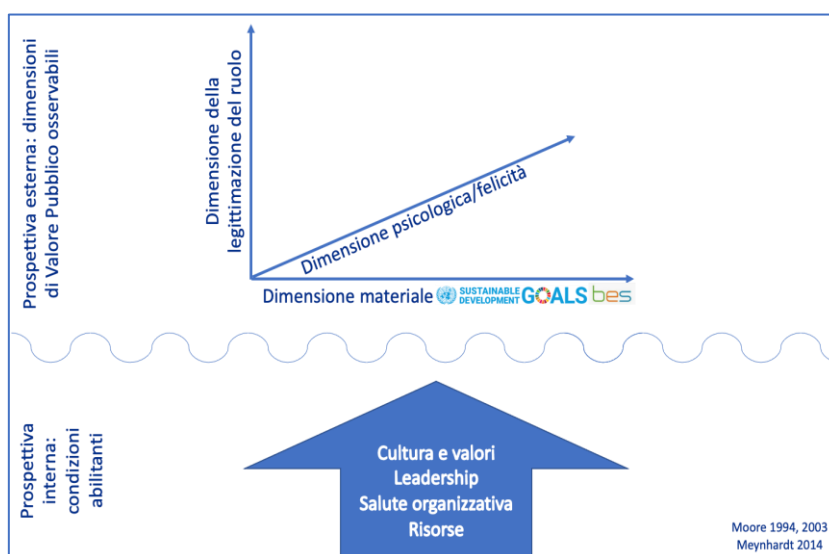 Prospettiva esterna: dimensioni
di Valore Pubblico osservabili
Dimensione della
legittimazione del ruolo
Dimensione psicologica/felicità
Dimensione materiale SUSTAINABLE
DEVELOPMENT GOALS bes
Prospettiva
interna:
condizioni
abilitanti
Cultura e valori
Leadership
Salute organizzativa
Risorse
Moore 1994, 2003
Meynhardt 2014